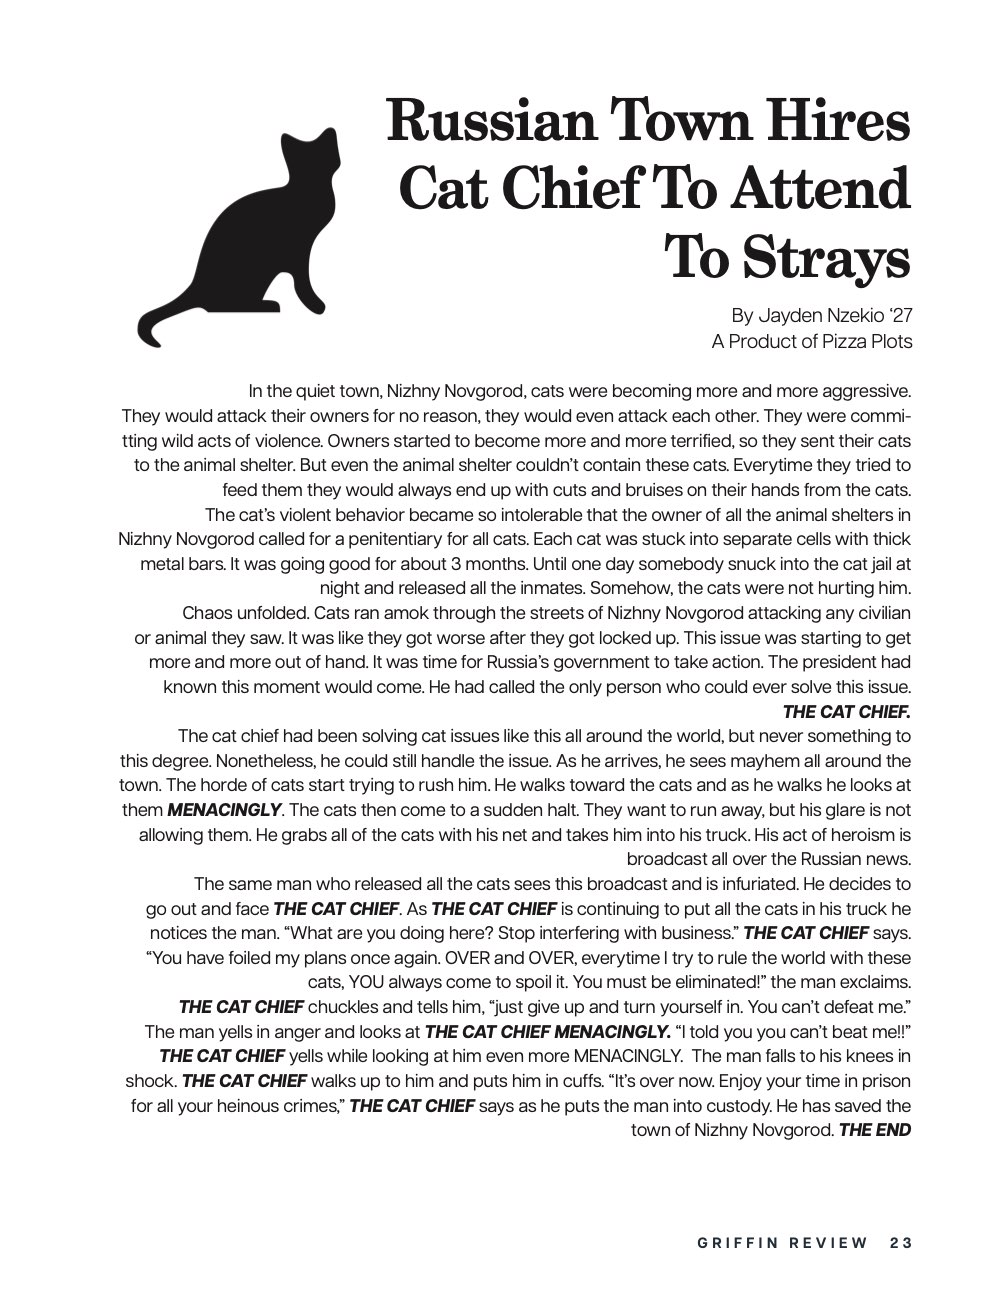 Russian Town Hires
Cat Chief To Attend
To Strays
By Jayden Nzekio ‘27
A Product of Pizza Plots
In the quiet town, Nizhny Novgorod, cats were becoming more and more aggressive.
They would attack their owners for no reason, they would even attack each other. They were commi-
tting wild acts of violence. Owners started to become more and more terrified, so they sent their cats
to the animal shelter. But even the animal shelter couldn’t contain these cats. Everytime they tried to
feed them they would always end up with cuts and bruises on their hands from the cats.
The cat’s violent behavior became so intolerable that the owner of all the animal shelters in
Nizhny Novgorod called for a penitentiary for all cats. Each cat was stuck into separate cells with thick
metal bars. It was going good for about 3 months. Until one day somebody snuck into the cat jail at
night and released all the inmates. Somehow, the cats were not hurting him.
Chaos unfolded. Cats ran amok through the streets of Nizhny Novgorod attacking any civilian
or animal they saw. It was like they got worse after they got locked up. This issue was starting to get
more and more out of hand. It was time for Russia’s government to take action. The president had
known this moment would come. He had called the only person who could ever solve this issue.
THE CAT CHIEF.
The cat chief had been solving cat issues like this all around the world, but never something to
this degree. Nonetheless, he could still handle the issue. As he arrives, he sees mayhem all around the
town. The horde of cats start trying to rush him. He walks toward the cats and as he walks he looks at
them MENACINGLY. The cats then come to a sudden halt. They want to run away, but his glare is not
allowing them. He grabs all of the cats with his net and takes him into his truck. His act of heroism is
broadcast all over the Russian news.
The same man who released all the cats sees this broadcast and is infuriated. He decides to
go out and face THE CAT CHIEF. As THE CAT CHIEF is continuing to put all the cats in his truck he
notices the man. “What are you doing here? Stop interfering with business.” THE CAT CHIEF says.
“You have foiled my plans once again. OVER and OVER, everytime I try to rule the world with these
cats, YOU always come to spoil it. You must be eliminated!” the man exclaims.
THE CAT CHIEF chuckles and tells him, “just give up and turn yourself in. You can’t defeat me.”
The man yells in anger and looks at THE CAT CHIEF MENACINGLY. “I told you you can’t beat me!!”
THE CAT CHIEF yells while looking at him even more MENACINGLY. The man falls to his knees in
shock. THE CAT CHIEF walks up to him and puts him in cuffs. “It’s over now. Enjoy your time in prison
for all your heinous crimes,” THE CAT CHIEF says as he puts the man into custody. He has saved the
town of Nizhny Novgorod. THE END
GRIFFIN REVIEW 23